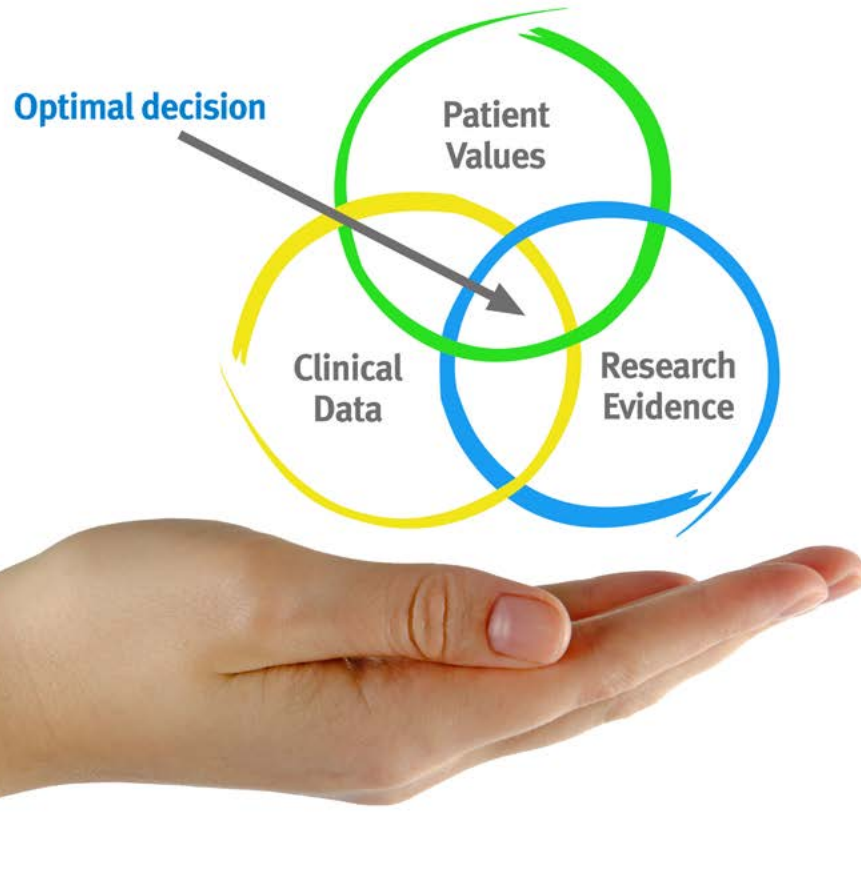 Optimal decision
Patient
Values
Clinical
Data
Research
Evidence